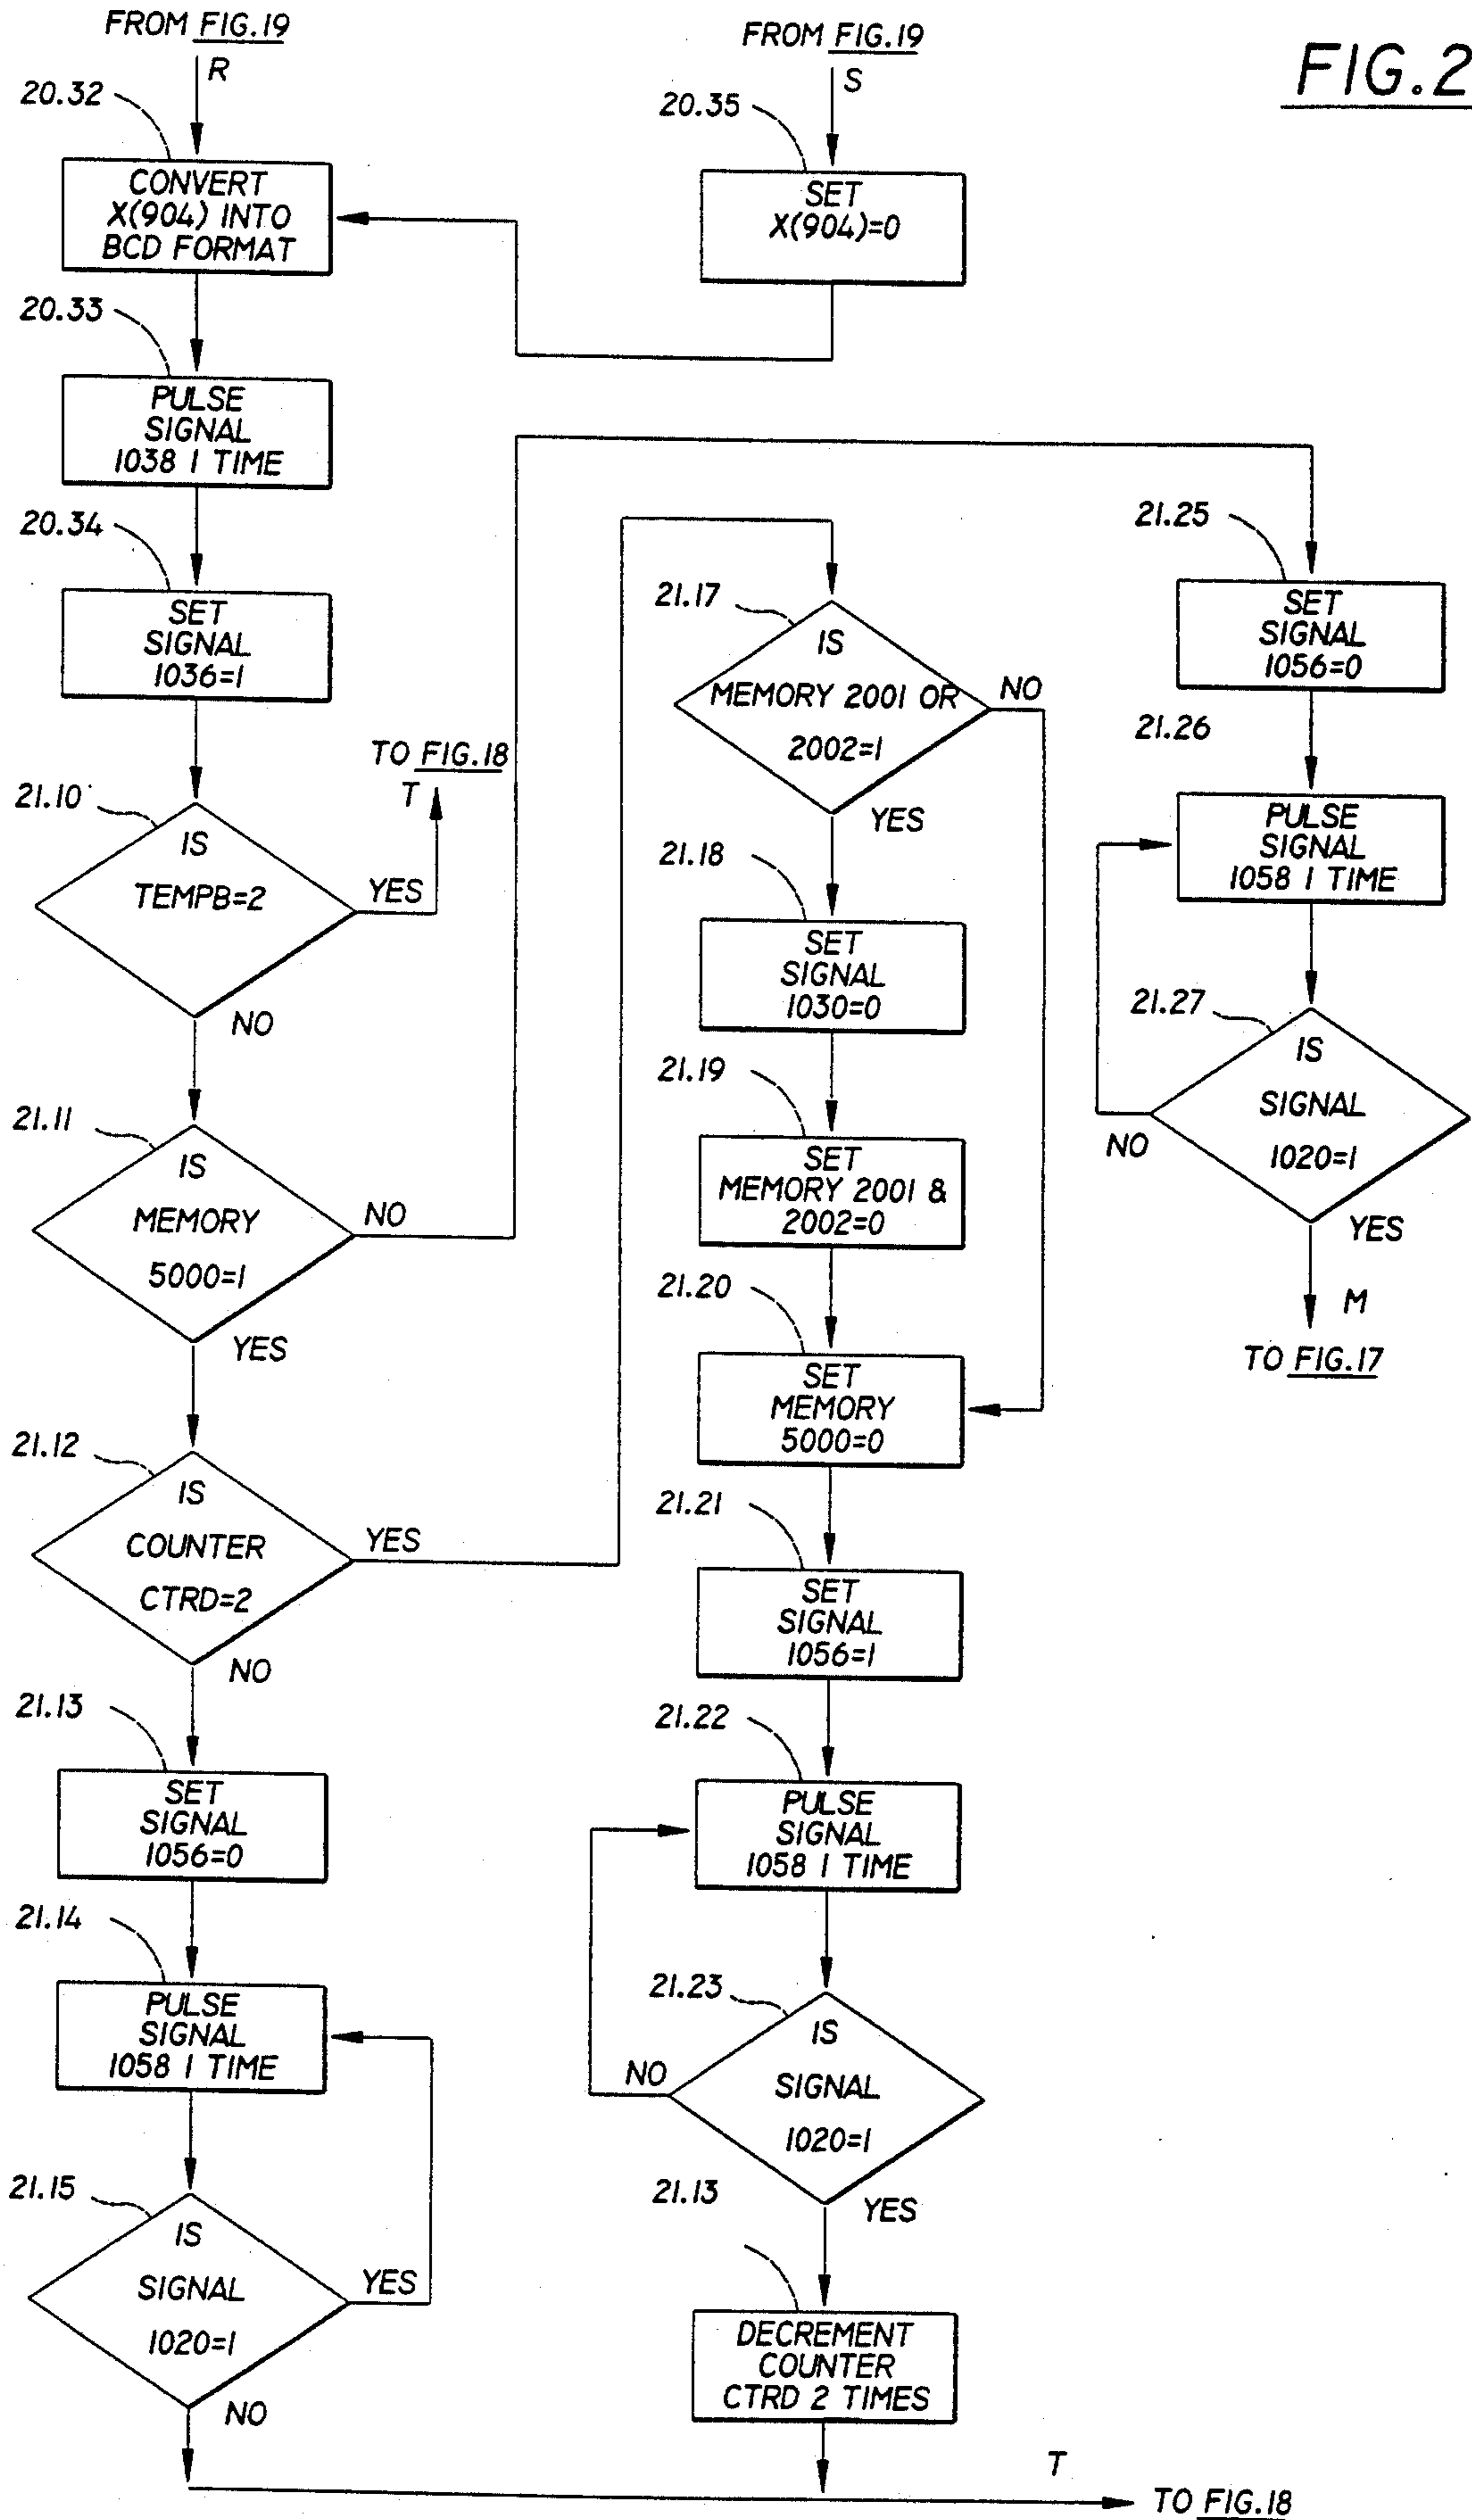 FROM FIG.19
R
20.32
CONVERT
X(904) INTO
BCD FORMAT
20.33
PULSE
SIGNAL
1038 1 TIME
20.34
SET
SIGNAL
1036=1
TO FIG.18
T
21.10
IS
TEMPB=2
YES
NO
21.11
IS
MEMORY
5000=1
NO
YES
21.12
IS
COUNTER
CTRD=2
YES
NO
21.13
SET
SIGNAL
1056=0
21.14
PULSE
SIGNAL
1058 1 TIME
21.15
IS
SIGNAL
1020=1
YES
NO
FROM FIG.19
S
20.35
SET
X(904)=0
21.17
IS
MEMORY 2001 OR
2002=1
NO
YES
21.18
SET
SIGNAL
1030=0
21.19
SET
MEMORY 2001 &
2002=0
21.20
SET
MEMORY
5000=0
21.21
SET
SIGNAL
1056=1
21.22
PULSE
SIGNAL
1058 1 TIME
21.23
IS
SIGNAL
1020=1
NO
YES
21.13
DECREMENT
COUNTER
CTRD 2 TIMES
T
TO FIG.18
FIG.2
21.25
SET
SIGNAL
1056=0
21.26
PULSE
SIGNAL
1058 1 TIME
21.27
IS
SIGNAL
1020=1
NO
YES
M
TO FIG.17